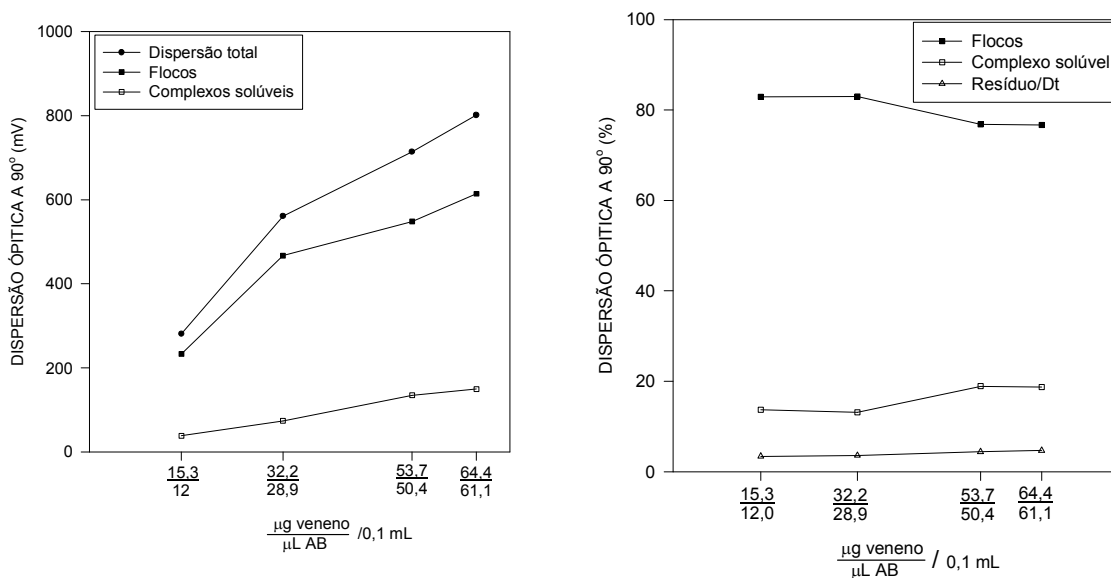 1000
800
600
400
200
0
DISPERSÃO ÓPITICA A 90° (mV)
Dispersão total
Flocos
Complexos solúveis
15,3 32,2 53,7 64,4
12 28,9 50,4 61,1
µg veneno
µL AB
/0,1 mL
100
80
60
40
20
0
DISPERSÃO ÓPITICA A 90° (%)
Flocos
Complexo solúvel
Resíduo/Dt
15,3 32,2 53,7 64,4
12,0 28,9 50,4 61,1
µg veneno
µL AB
/ 0,1 mL